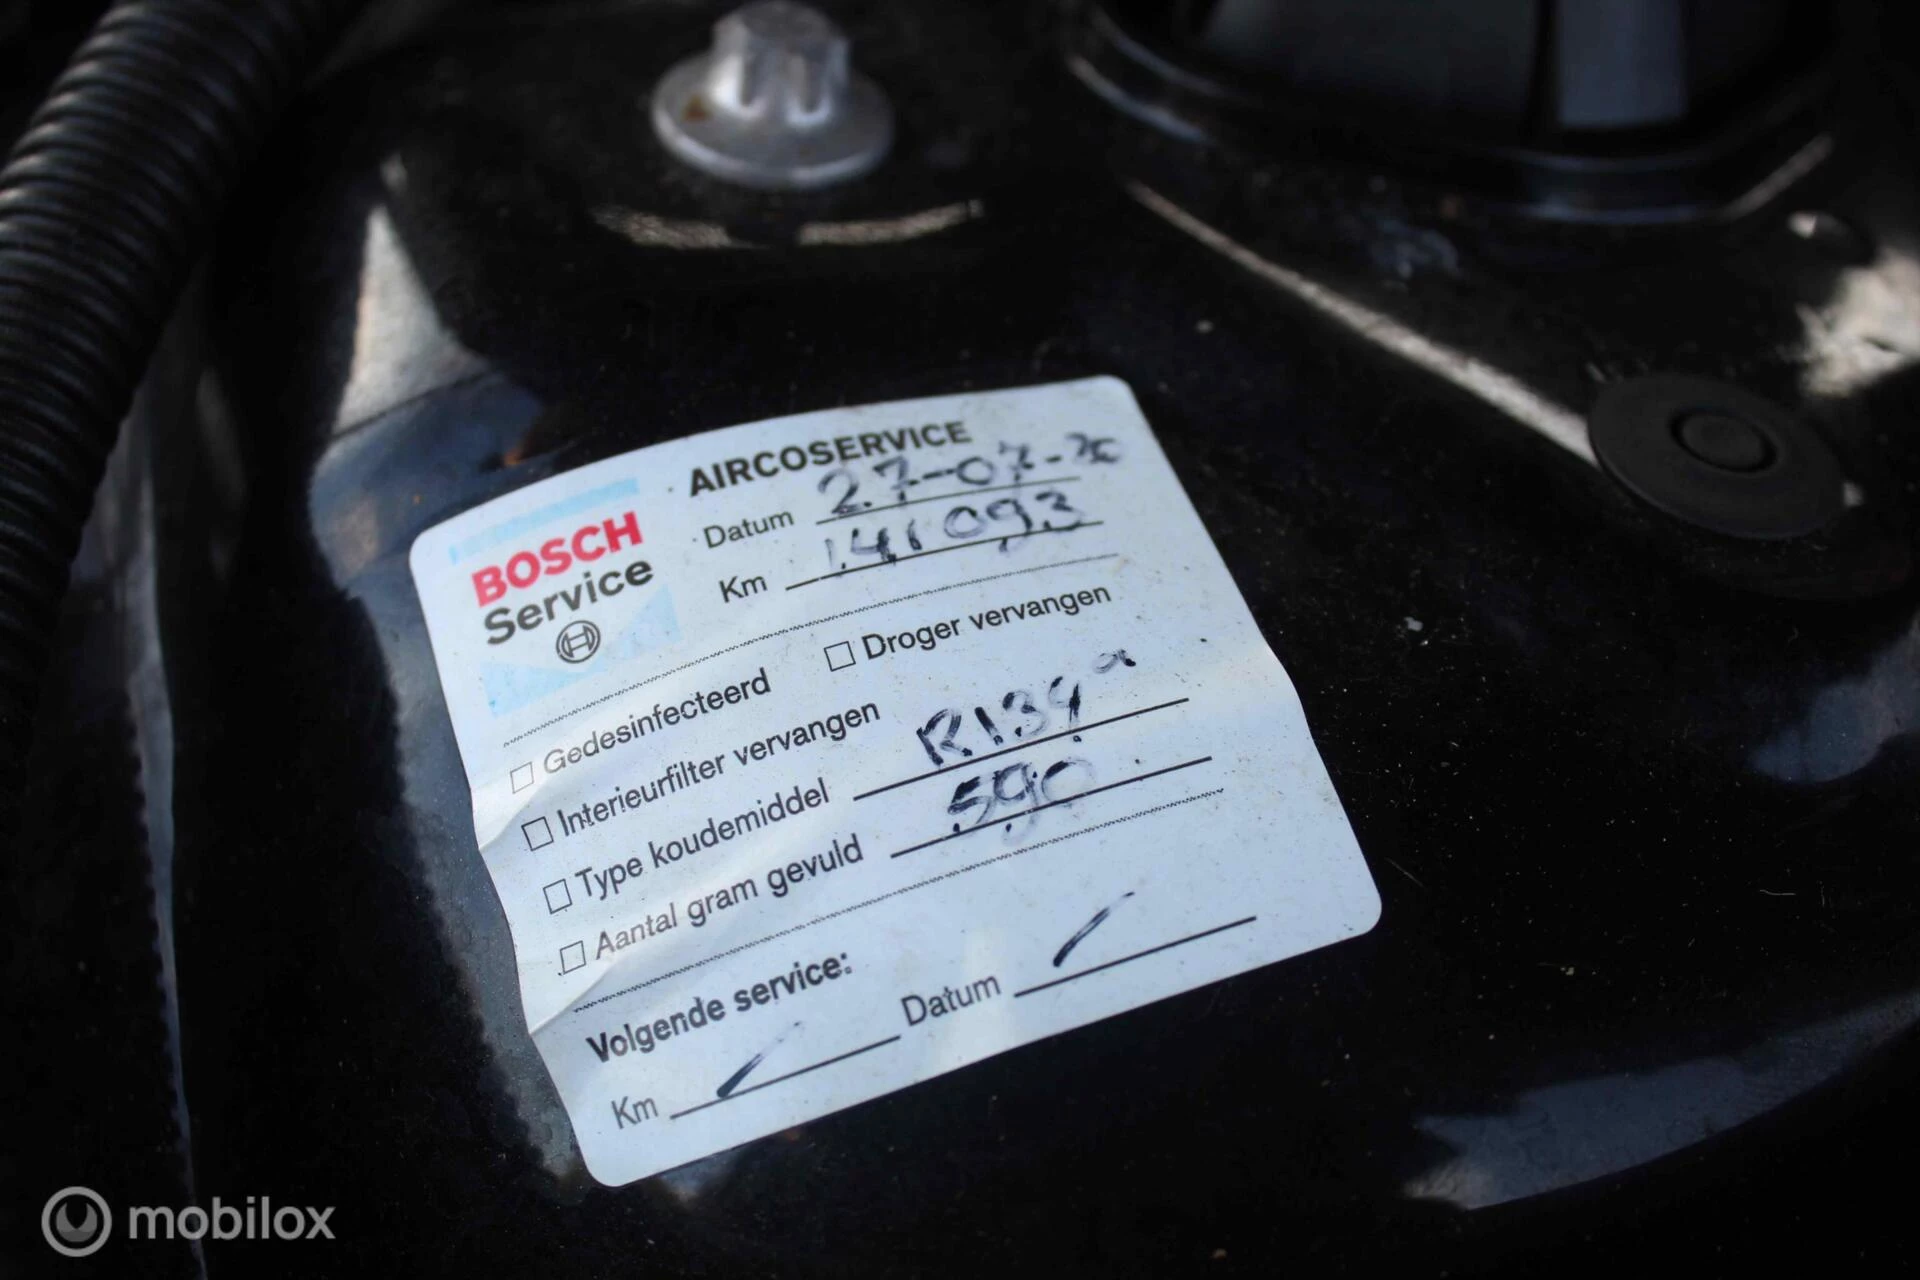 AIRCOSERVICE
BOSCH
Service
Datum 27-07-20
Km 141093
Gedesinfecteerd
Droger vervangen
Interieurfilter vervangen
Type koudemiddel R134a
Aantal gram gevuld 590
Volgende service:
Km / Datum /
mobilox